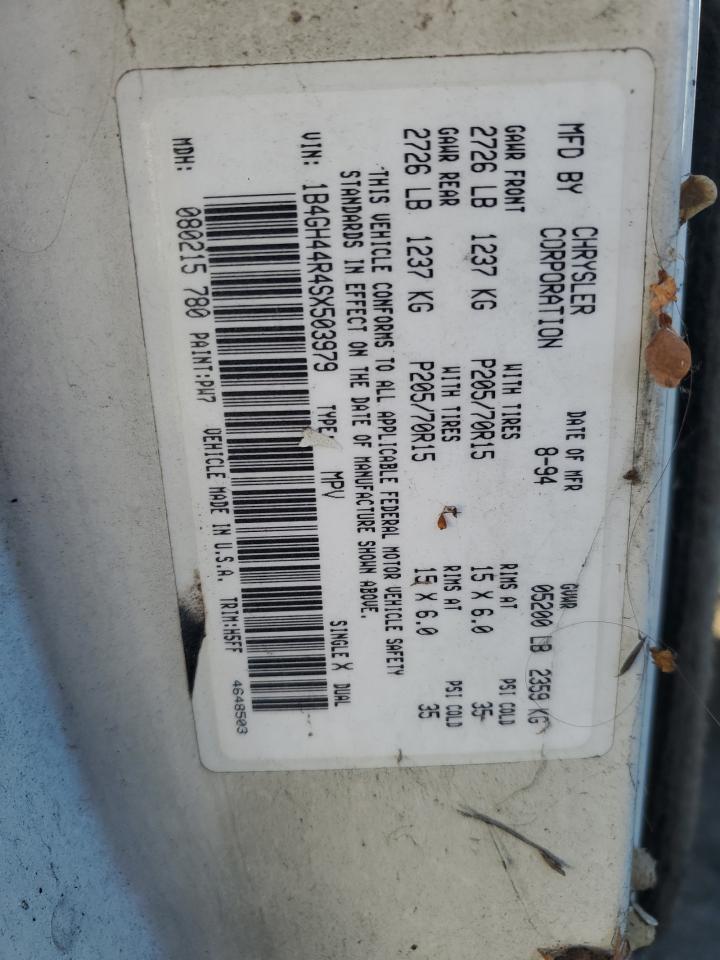 MFD BY CHRYSLER CORPORATION DATE OF MFR 8-94 GVWR 05200 LB 2359 KG
GAWR FRONT WITH TIRES RIMS AT PSI COLD
2726 LB 1237 KG P205/70R15 15 X 6.0 35
GAWR REAR WITH TIRES RIMS AT PSI COLD
2726 LB 1237 KG P205/70R15 15 X 6.0 35
THIS VEHICLE CONFORMS TO ALL APPLICABLE FEDERAL MOTOR VEHICLE SAFETY
STANDARDS IN EFFECT ON THE DATE OF MANUFACTURE SHOWN ABOVE.
VIN: 1B4GH44R4SX503979 TYPE MPV SINGLE X DUAL
MDH: 080215 780 PAINT:PW7 VEHICLE MADE IN U.S.A. TRIM:H5FF 4648503